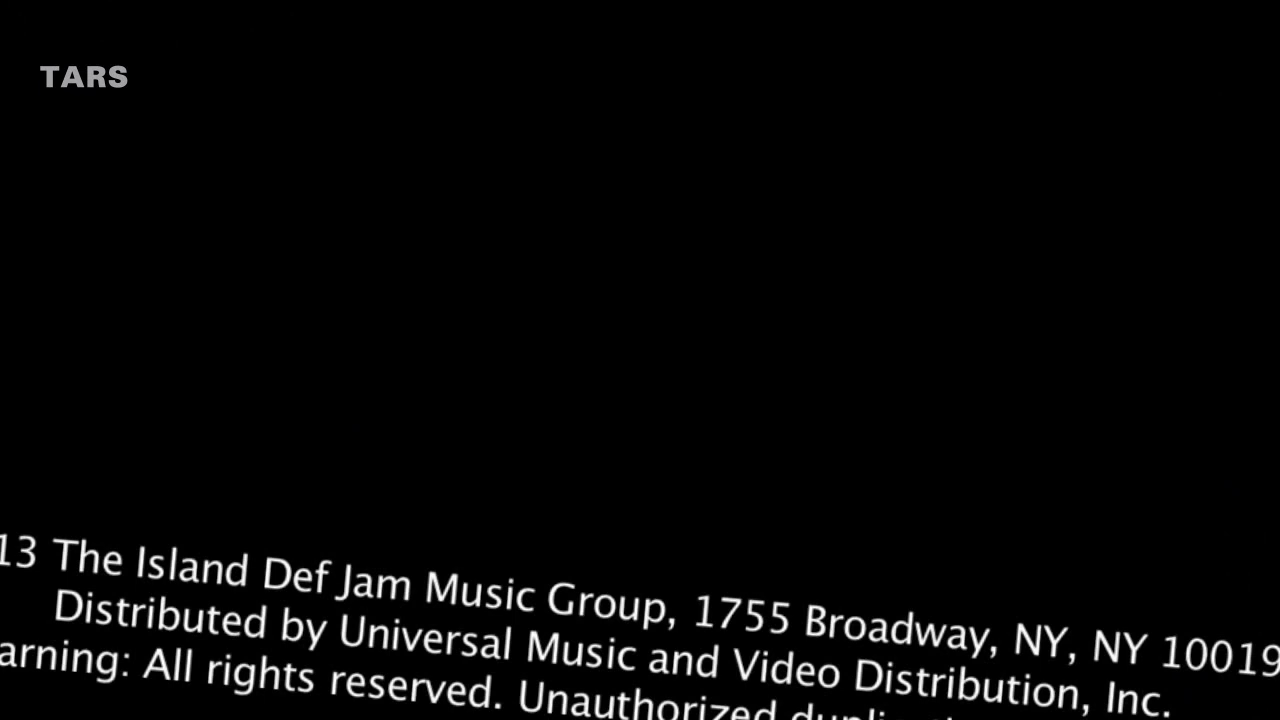 TARS
13 The Island Def Jam Music Group, 1755 Broadway, NY, NY 10019
Distributed by Universal Music and Video Distribution, Inc.
arning: All rights reserved. Unauthorized